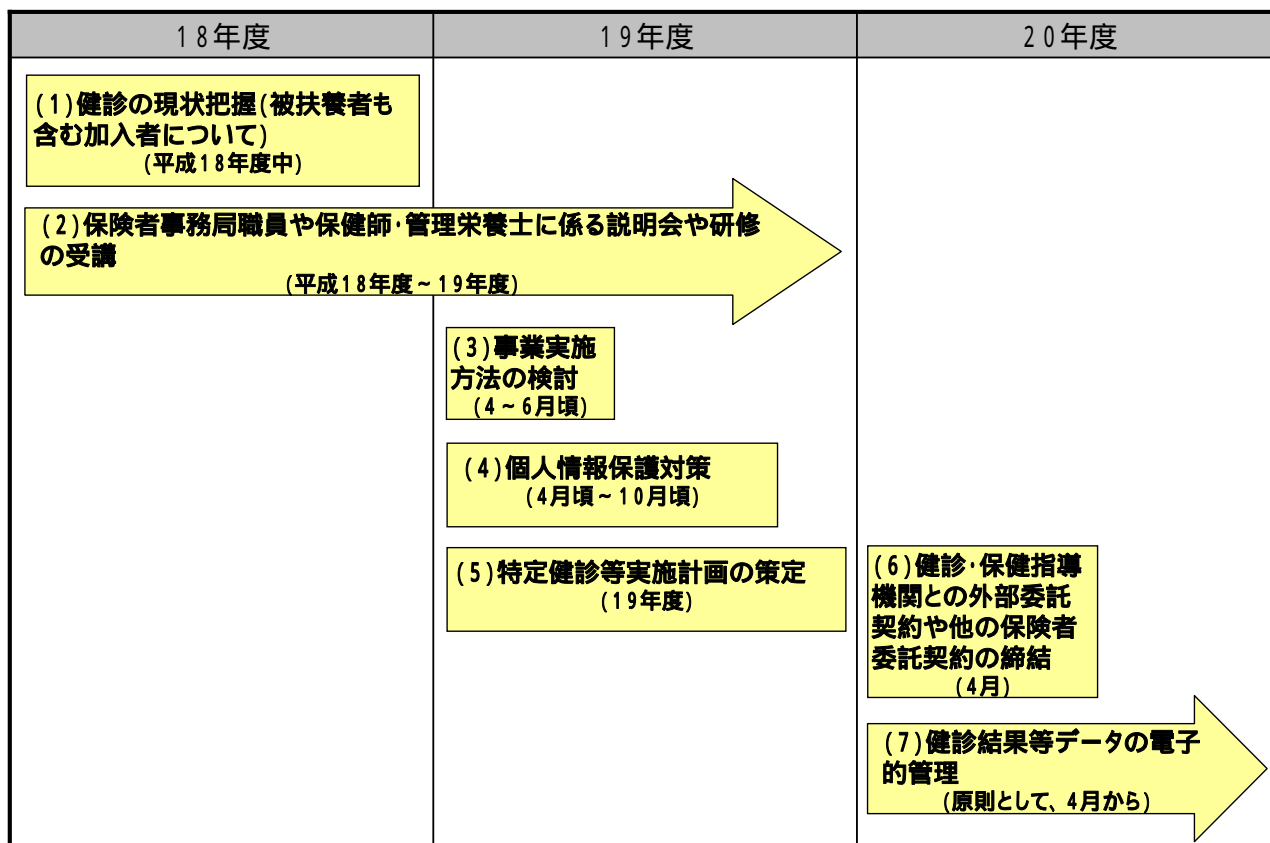 18年度
19年度
20年度
(1)健診の現状把握(被扶養者も
含む加入者について)
(平成18年度中)
(2)保険者事務局職員や保健師・管理栄養士に係る説明会や研修
の受講
(平成18年度~19年度)
(3)事業実施
方法の検討
(4~6月頃)
(4)個人情報保護対策
(4月頃~10月頃)
(5)特定健診等実施計画の策定
(19年度)
(6)健診・保健指導
機関との外部委託
契約や他の保険者
委託契約の締結
(4月)
(7)健診結果等データの電子
的管理
(原則として、4月から)